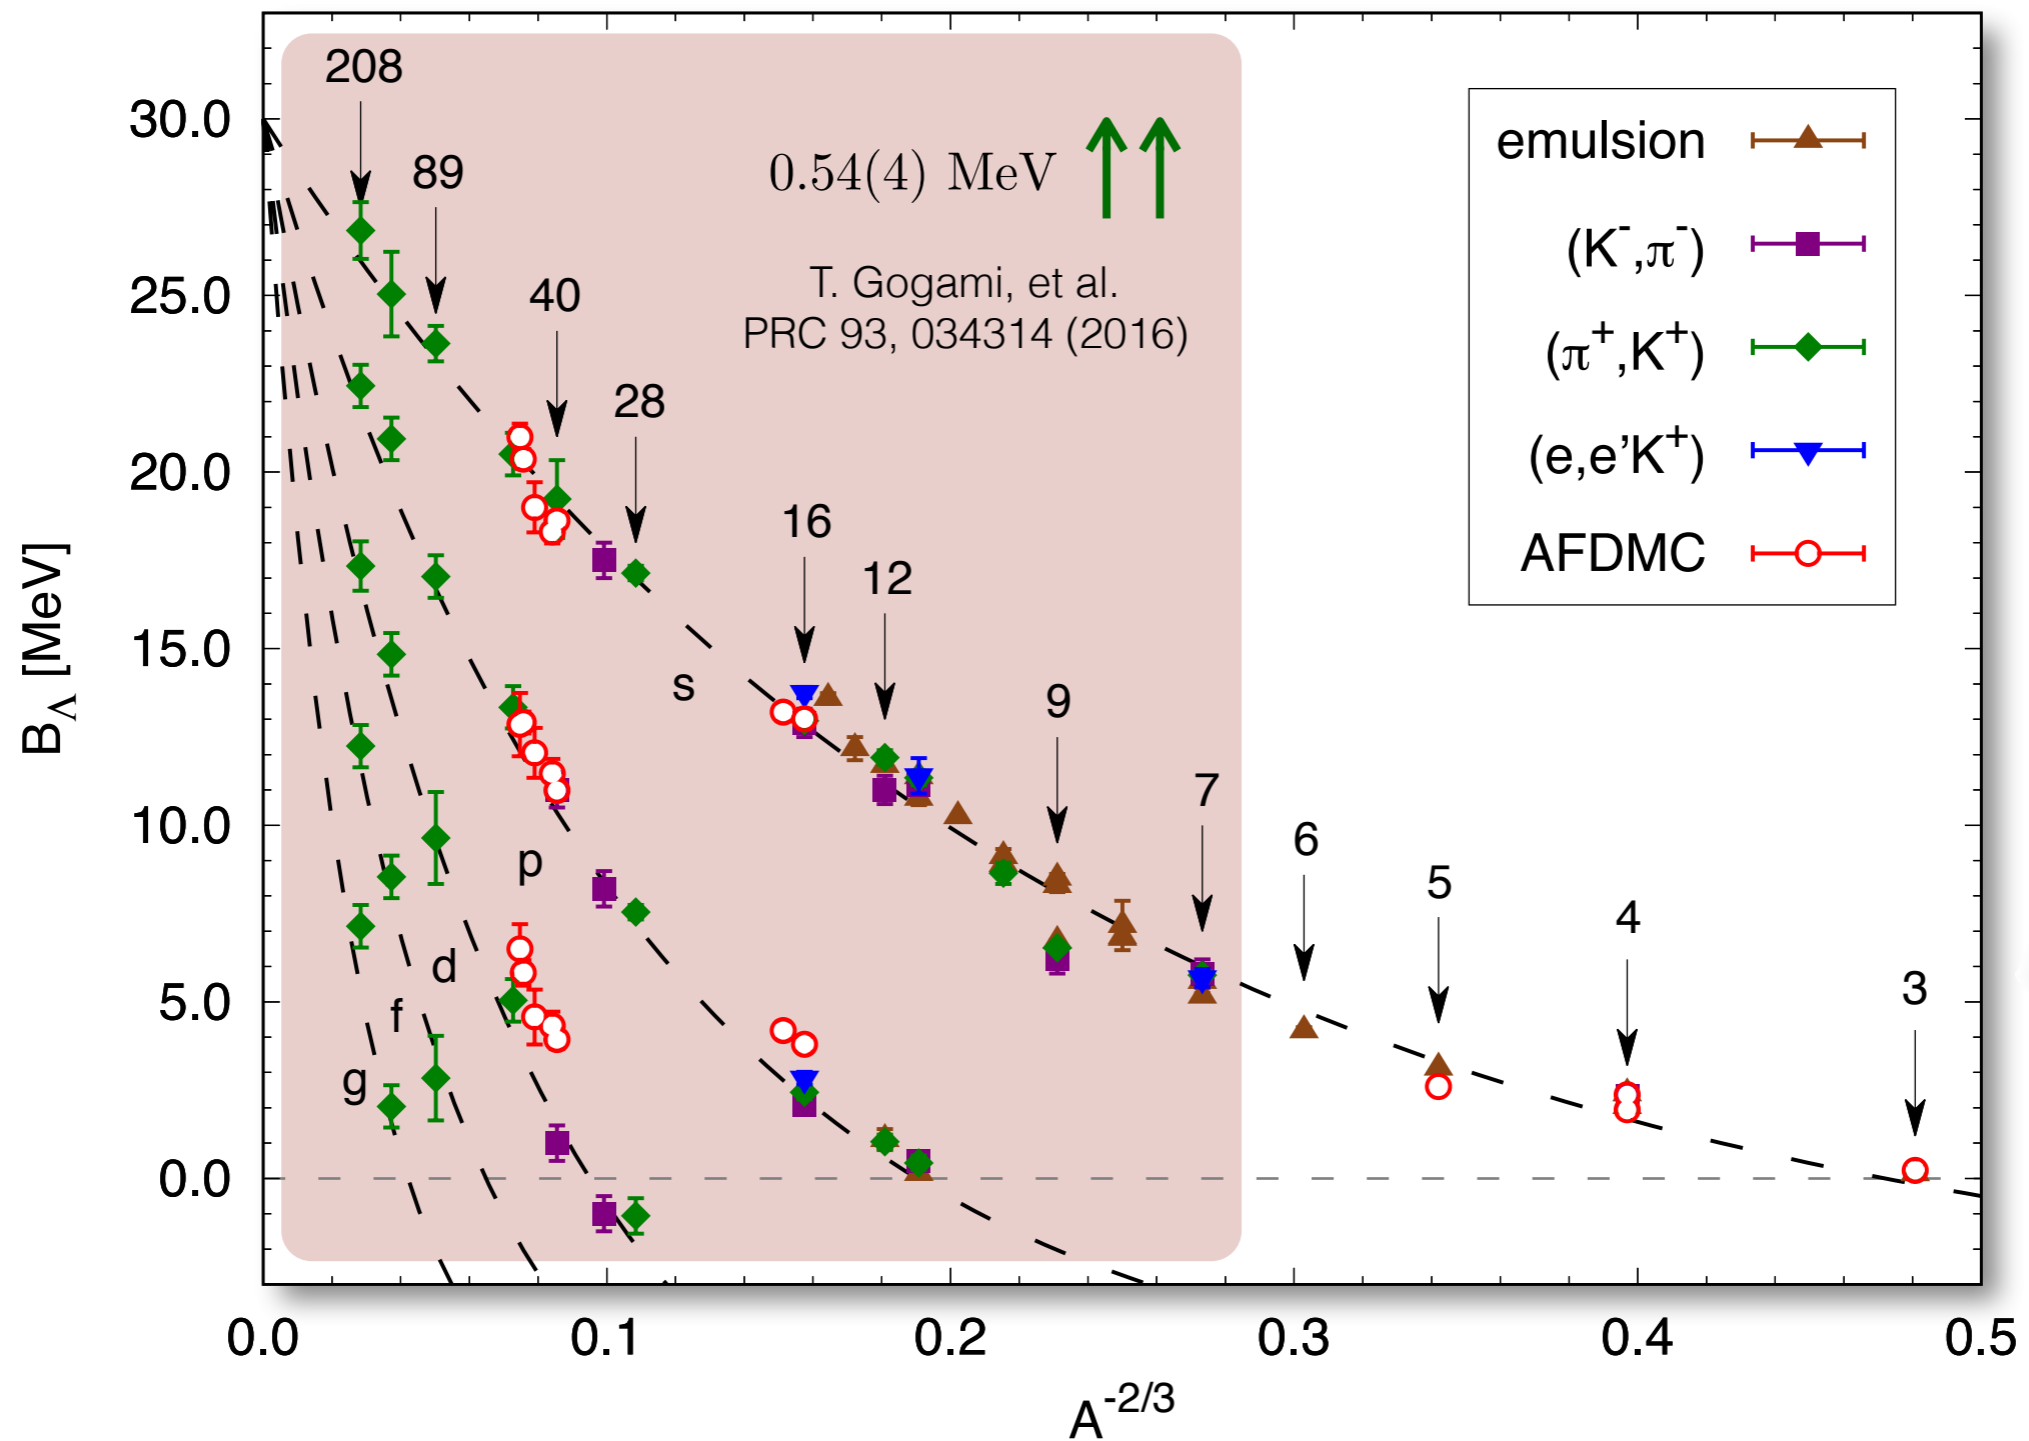 208
30.0
89
0.54(4) MeV
emulsion
(K-,π-)
25.0
40
T. Gogami, et al.
PRC 93, 034314 (2016)
(π+,K+)
28
20.0
(e,e’K+)
16
AFDMC
12
BΛ [MeV]
15.0
s
9
7
10.0
p
6
5
4
d
3
5.0
f
g
0.0
0.0
0.1
0.2
0.3
0.4
0.5
A-2/3